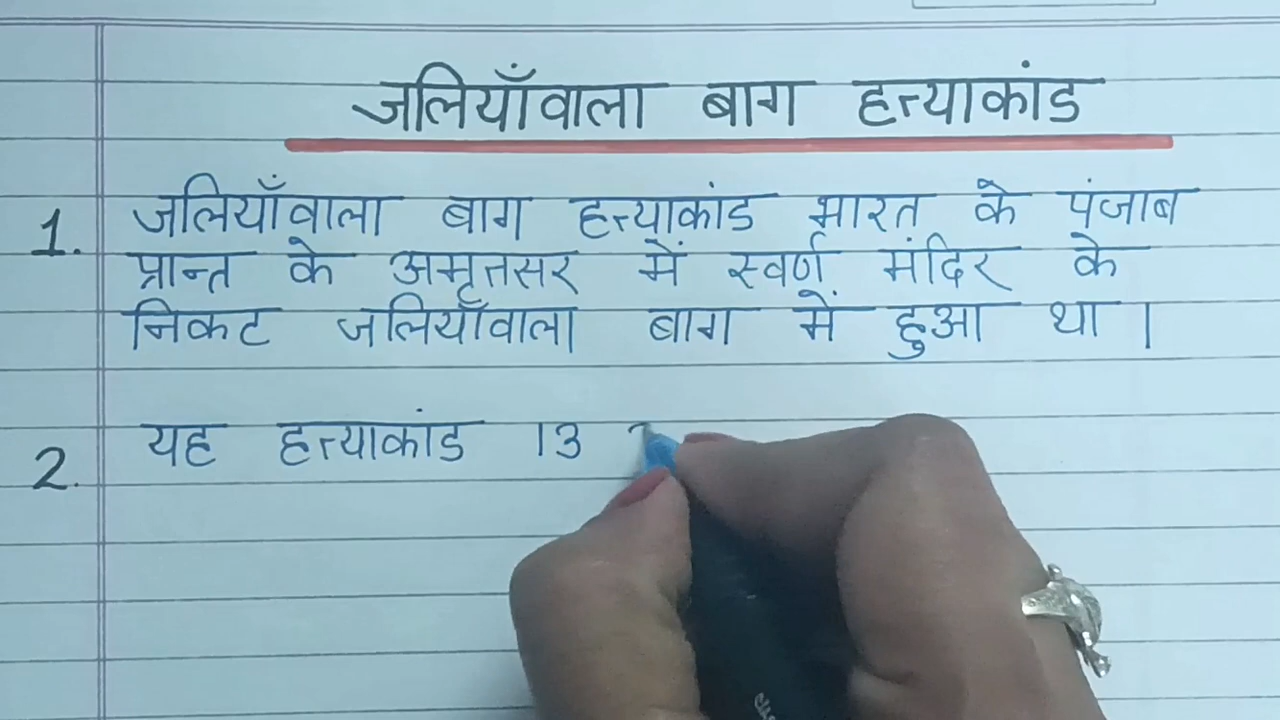 जलियाँवाला बाग हत्याकांड
1. जलियाँवाला बाग हत्याकांड भारत के पंजाब
प्रान्त के अमृतसर में स्वर्ण मंदिर के
निकट जलियाँवाला बाग में हुआ था।
2. यह हत्याकांड 13